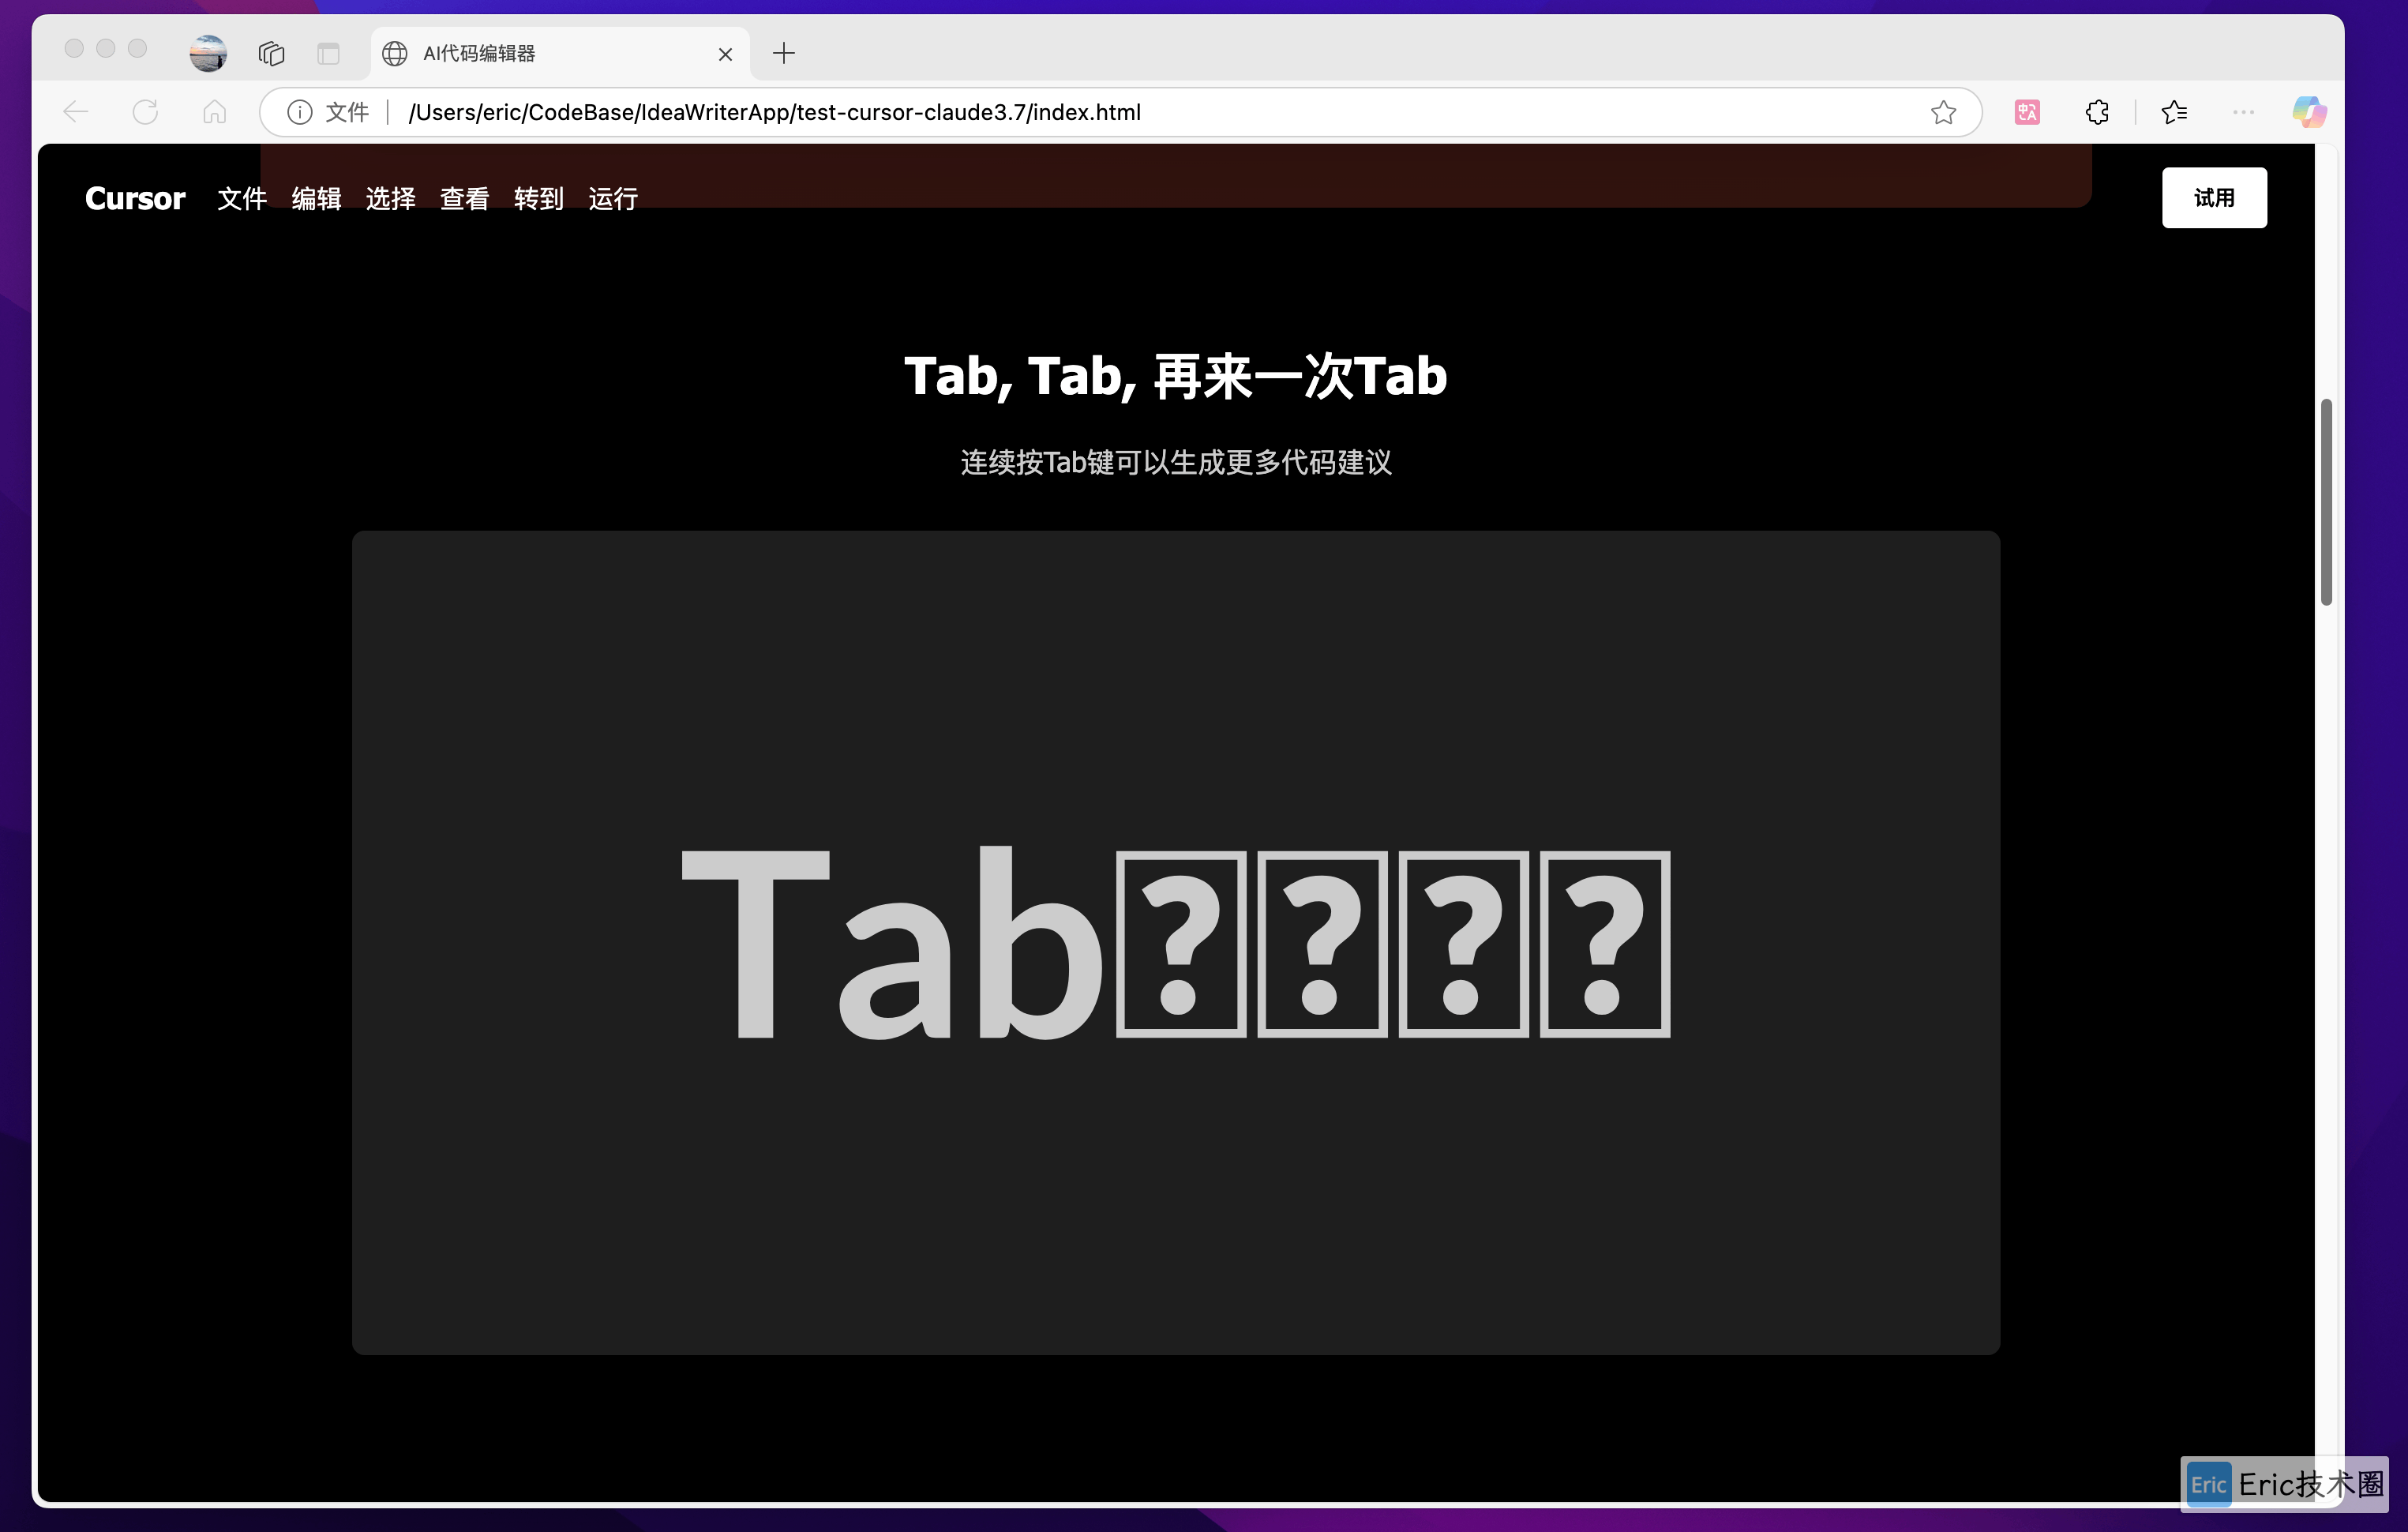 AI代码编辑器
文件 /Users/eric/CodeBase/IdeaWriterApp/test-cursor-claude3.7/index.html
Cursor 文件 编辑 选择 查看 转到 运行 试用
Tab, Tab, 再来一次Tab
连续按Tab键可以生成更多代码建议
Tab????
Eric Eric技术圈